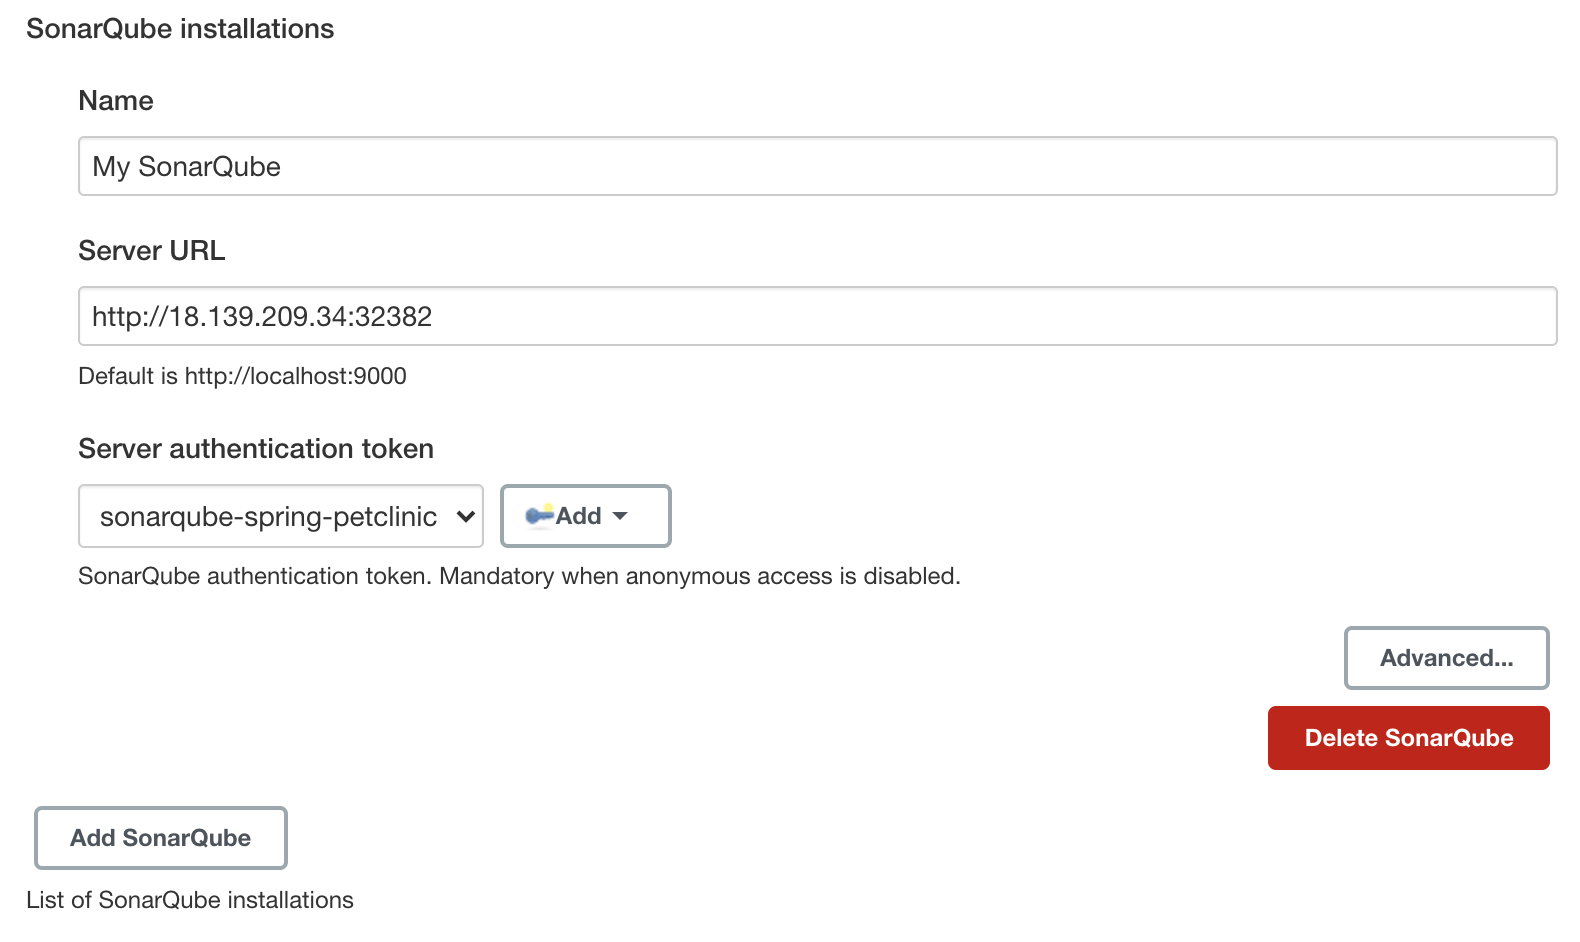 SonarQube installations
Name
My SonarQube
Server URL
http://18.139.209.34:32382
Default is http://localhost:9000
Server authentication token
sonarqube-spring-petclinic
Add
SonarQube authentication token. Mandatory when anonymous access is disabled.
Advanced...
Delete SonarQube
Add SonarQube
List of SonarQube installations